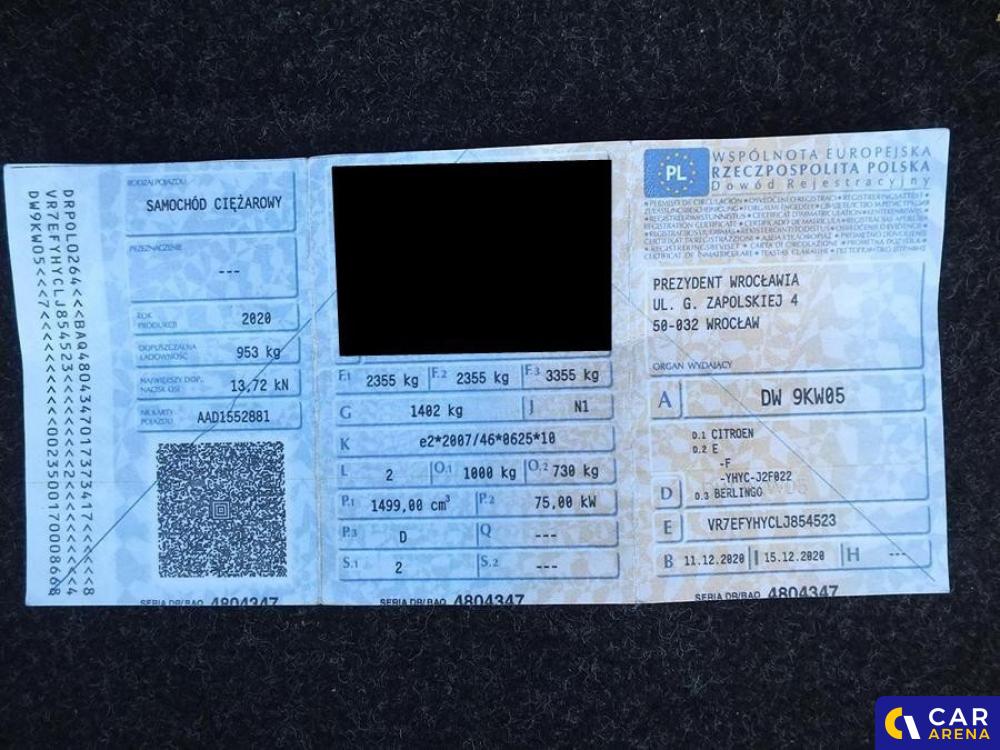 DRPOLO264<<BAQ4804347017373417<<<<<8
VR7EFYHYCLJ854523<<<<<<<<<2<<<<<<<<4
RODZAJ POJAZDU
SAMOCHÓD CIĘŻAROWY
PRZEZNACZENIE
---
ROK
PRODUKCJI
2020
DOPUSZCZALNA
ŁADOWNOŚĆ
953 kg
NAJWIĘKSZY DOP.
NACISK OSI
13,72 kN
NR KARTY
POJAZDU
AAD1552881
SERIA DR/BAQ 4804347
F.1 2355 kg F.2 2355 kg F.3 3355 kg
G 1402 kg J N1
K e2*2007/46*0625*10
L 2 O.1 1000 kg O.2 730 kg
P.1 1499,00 cm³ P.2 75,00 kW
P.3 D Q ---
S.1 2 S.2 ---
SERIA DR/BAQ 4804347
PL
WSPÓLNOTA EUROPEJSKA
RZECZPOSPOLITA POLSKA
Dowód Rejestracyjny
PREZYDENT WROCŁAWIA
UL. G. ZAPOLSKIEJ 4
50-032 WROCŁAW
ORGAN WYDAJĄCY
A DW 9KW05
D.1 CITROEN
D.2 E
-F
-YHYC-J2F022
D D.3 BERLINGO
E VR7EFYHYCLJ854523
B 11.12.2020 I 15.12.2020 H ---
SERIA DR/BAQ 4804347
CAR
ARENA